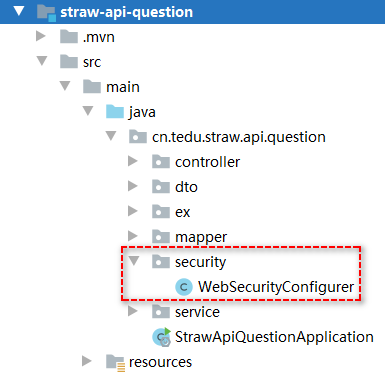 straw-api-question
.mvn
src
main
java
cn.tedu.straw.api.question
controller
dto
ex
mapper
security
WebSecurityConfigurer
service
StrawApiQuestionApplication
resources